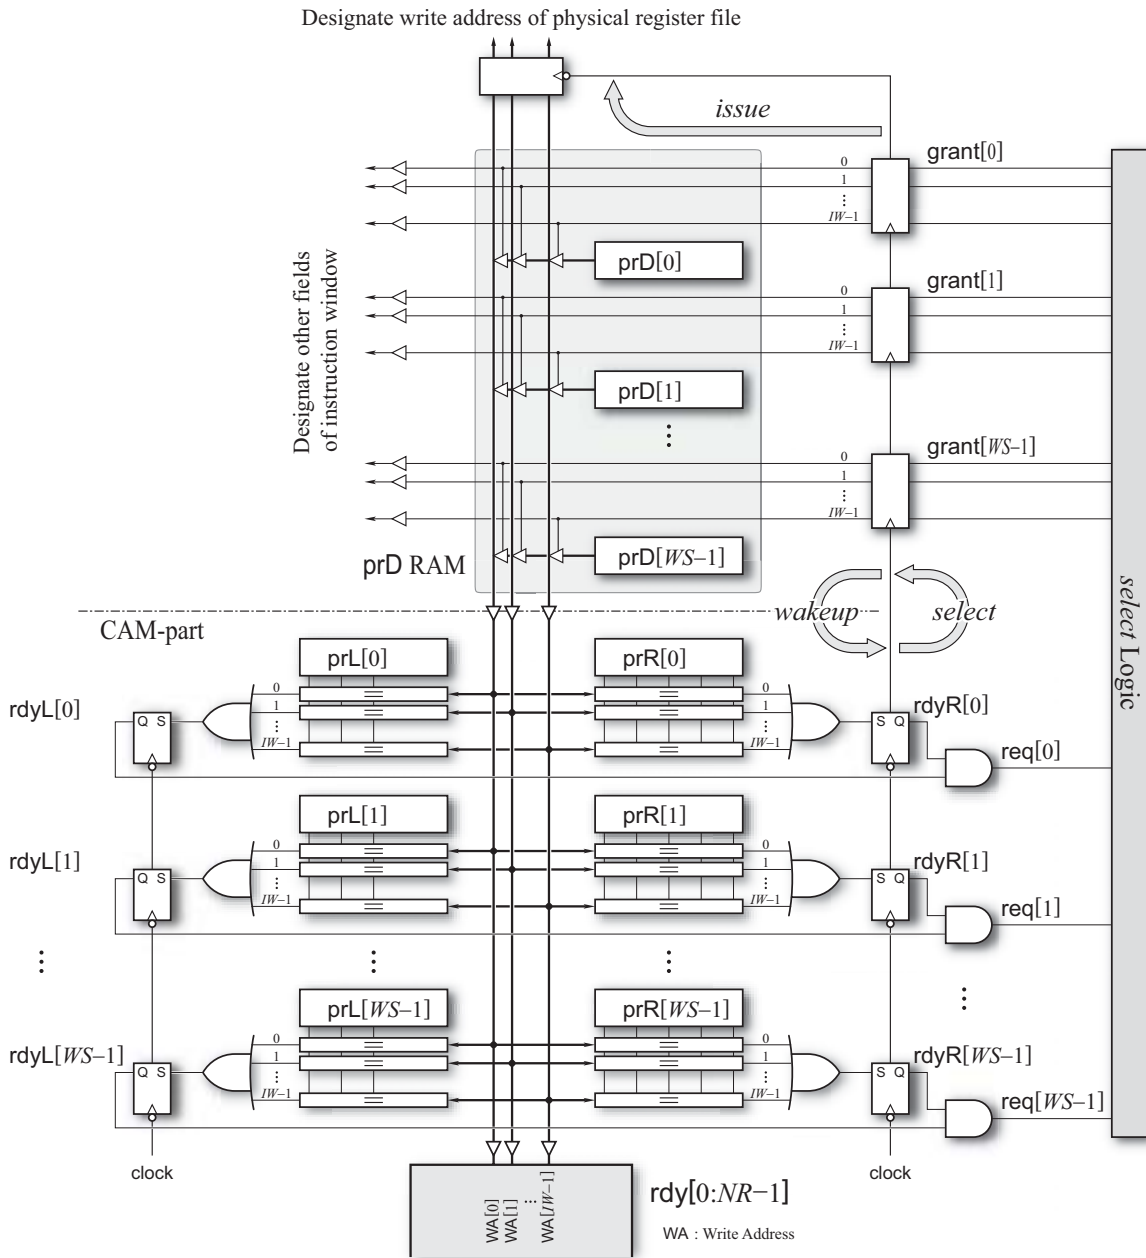 Designate write address of physical register file
issue
grant[0]
0
1
...
IW−1
prD[0]
grant[1]
0
1
...
IW−1
Designate other fields
of instruction window
prD[1]
...
grant[WS−1]
0
1
...
IW−1
prD RAM
prD[WS−1]
wakeup
select
select Logic
CAM-part
prL[0]
prR[0]
rdyL[0]
Q S
0
1
...
IW−1
0
1
...
IW−1
S Q
rdyR[0]
req[0]
prL[1]
prR[1]
rdyL[1]
Q S
0
1
...
IW−1
0
1
...
IW−1
S Q
rdyR[1]
req[1]
...
...
...
...
prL[WS−1]
prR[WS−1]
rdyL[WS−1]
Q S
0
1
...
IW−1
0
1
...
IW−1
S Q
rdyR[WS−1]
req[WS−1]
clock
clock
WA[0]
WA[1]
...
WA[IW−1]
rdy[0:NR−1]
WA : Write Address